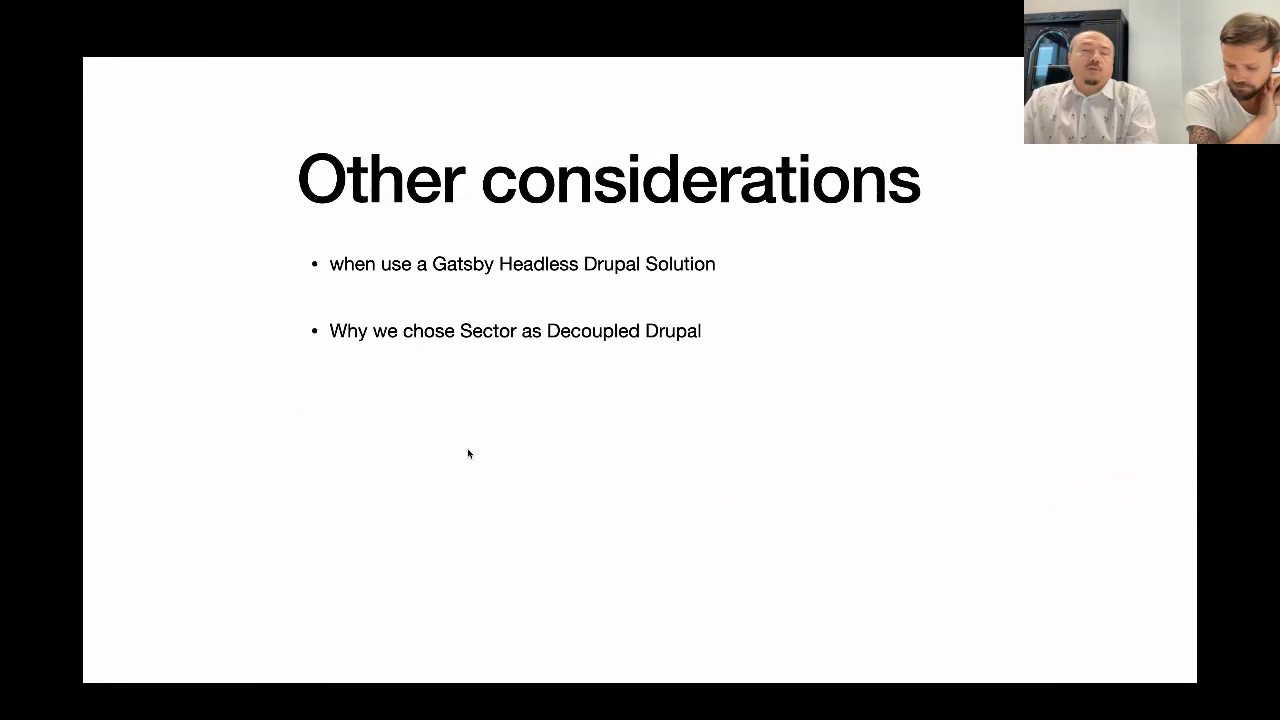 Other considerations
• when use a Gatsby Headless Drupal Solution
• Why we chose Sector as Decoupled Drupal